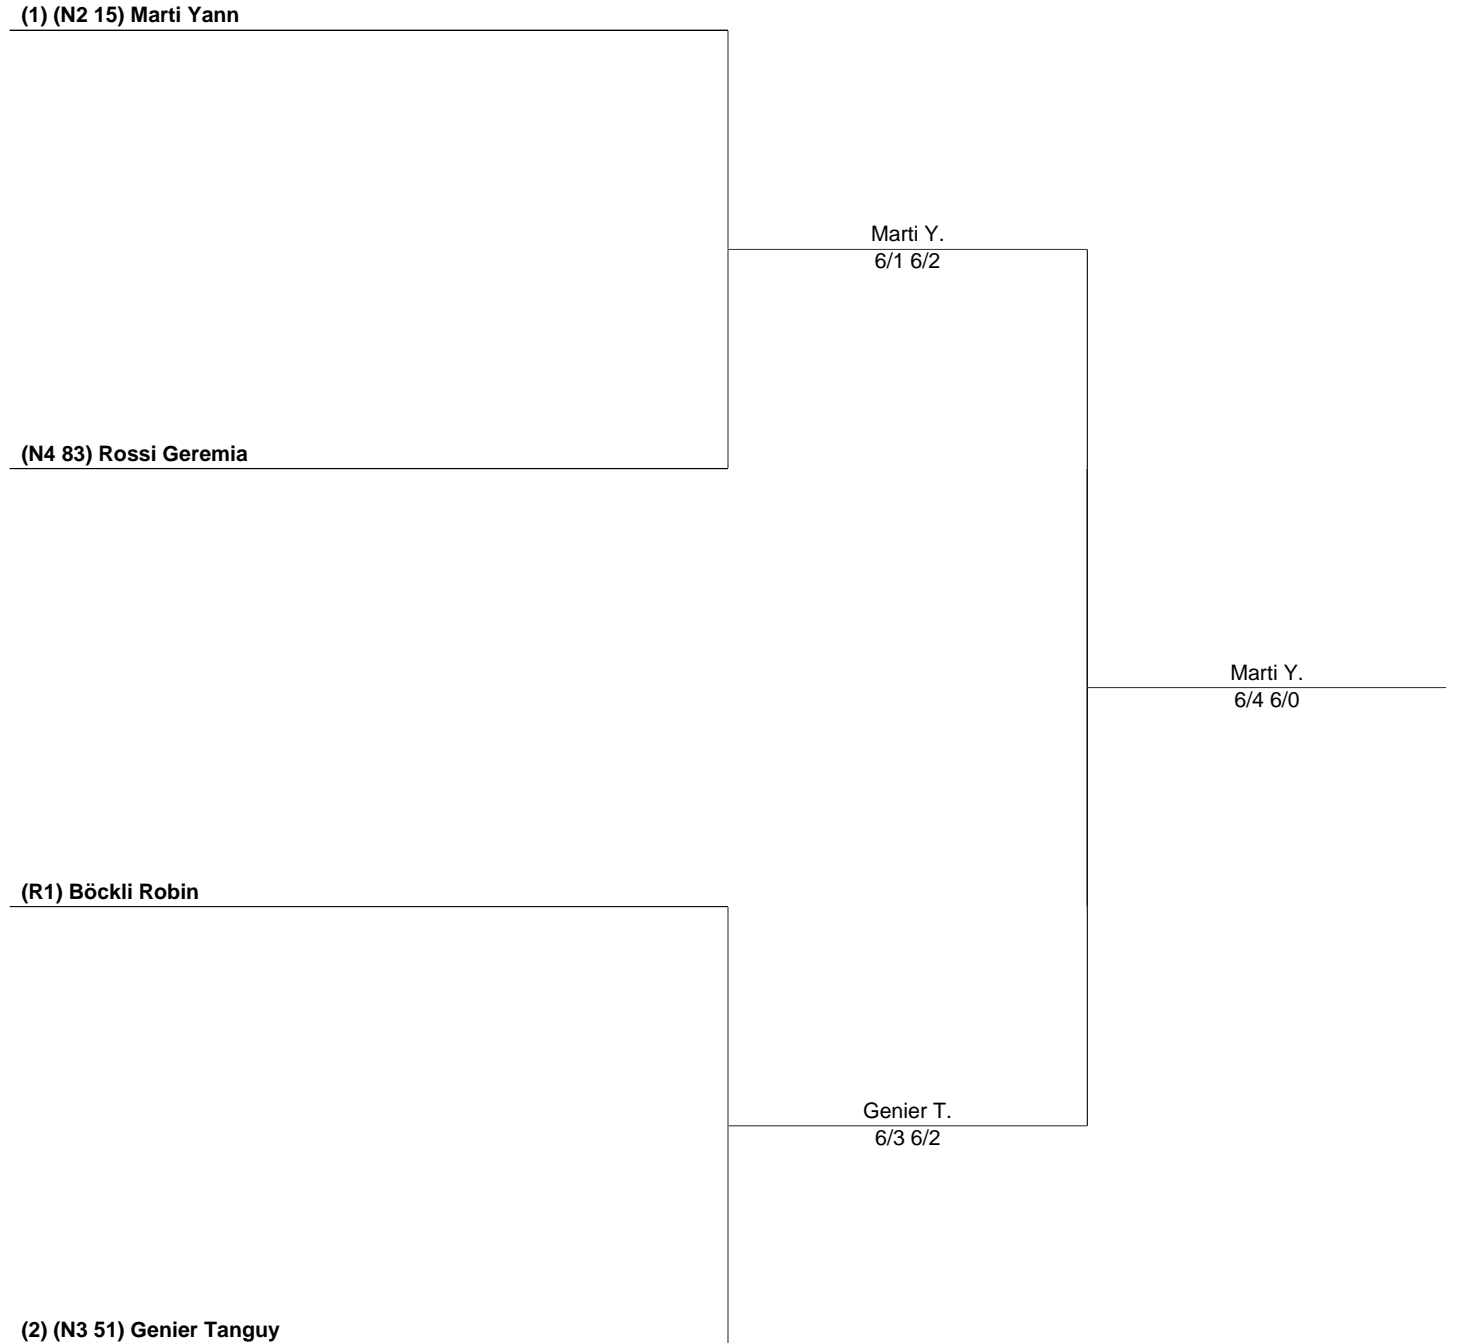 (1) (N2 15) Marti Yann
Marti Y.
6/1 6/2
(N4 83) Rossi Geremia
Marti Y.
6/4 6/0
(R1) Böckli Robin
Genier T.
6/3 6/2
(2) (N3 51) Genier Tanguy